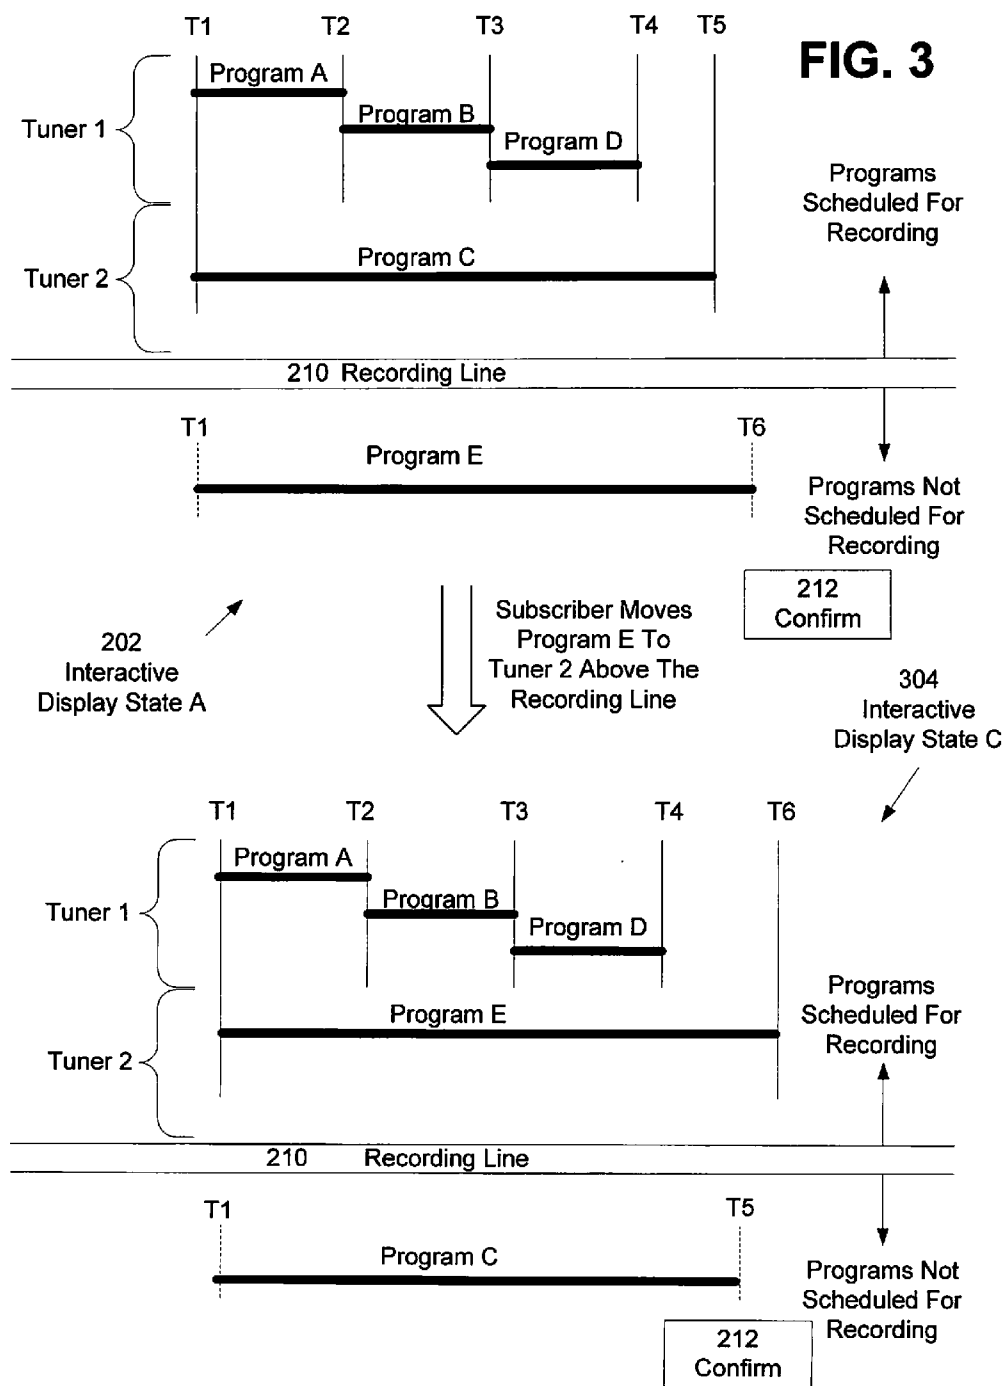 T1 T2 T3 T4 T5
FIG. 3
Program A
Tuner 1
Program B
Program D
Programs
Scheduled For
Recording
Program C
Tuner 2
210 Recording Line
T1 T6
Program E
Programs Not
Scheduled For
Recording
212
Confirm
Subscriber Moves
Program E To
Tuner 2 Above The
Recording Line
202
Interactive
Display State A
304
Interactive
Display State C
T1 T2 T3 T4 T6
Program A
Program B
Tuner 1
Program D
Programs
Scheduled For
Recording
Program E
Tuner 2
210 Recording Line
T1 T5
Program C
Programs Not
Scheduled For
Recording
212
Confirm